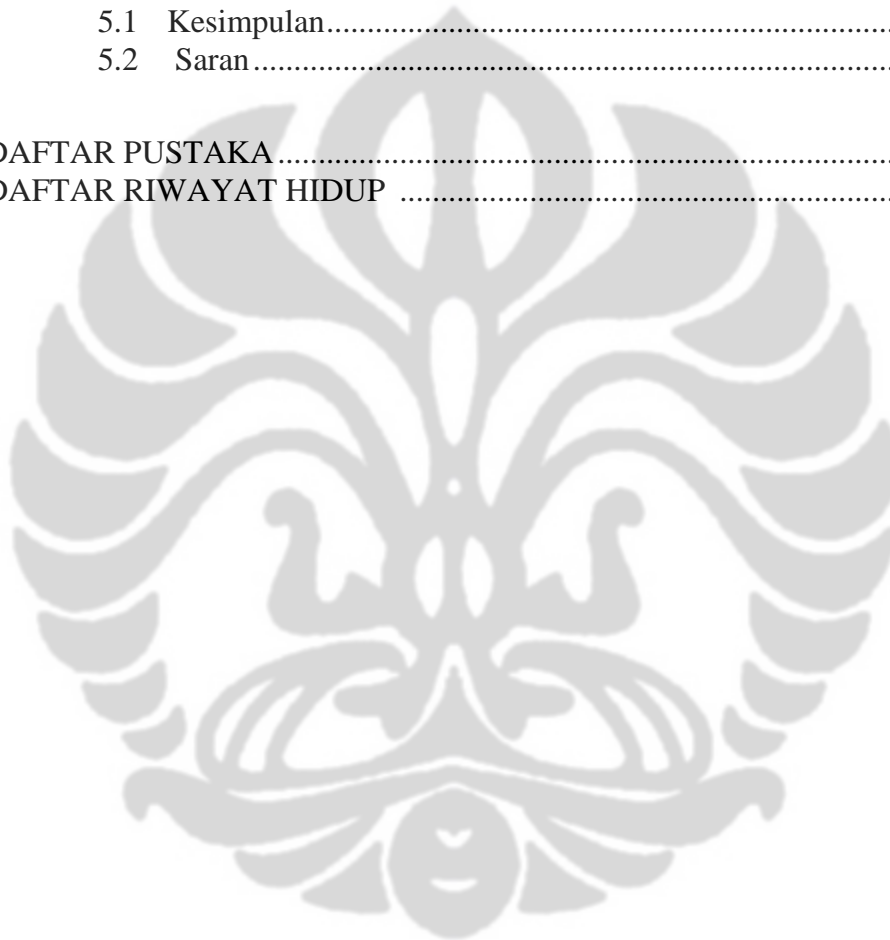 5.1 Kesimpulan................................................................................
5.2 Saran..........................................................................................
DAFTAR PUSTAKA..............................................................................
DAFTAR RIWAYAT HIDUP ..................................................................